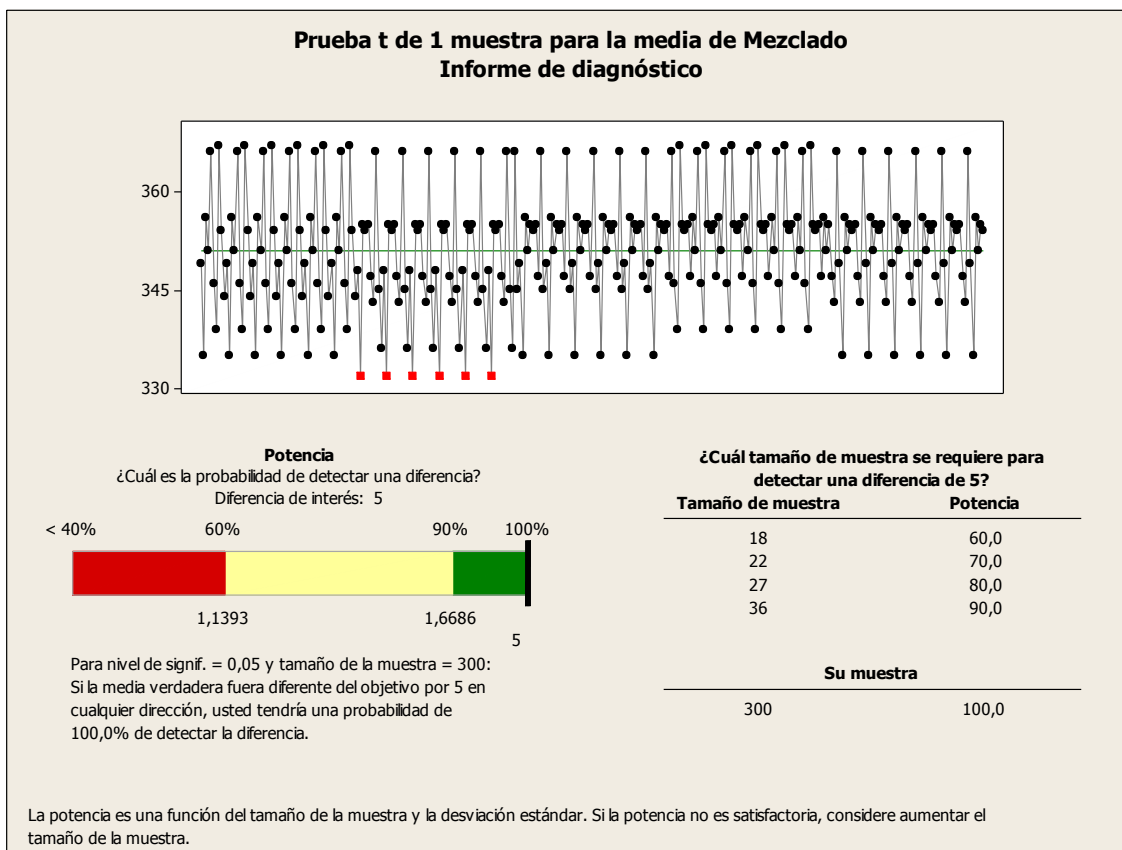 Prueba t de 1 muestra para la media de Mezclado
Informe de diagnóstico
360
345
330
Potencia
¿Cuál es la probabilidad de detectar una diferencia?
Diferencia de interés: 5
< 40% 60% 90% 100%
1,1393 1,6686
5
Para nivel de signif. = 0,05 y tamaño de la muestra = 300:
Si la media verdadera fuera diferente del objetivo por 5 en
cualquier dirección, usted tendría una probabilidad de
100,0% de detectar la diferencia.
¿Cuál tamaño de muestra se requiere para
detectar una diferencia de 5?
Tamaño de muestra Potencia
18 60,0
22 70,0
27 80,0
36 90,0
Su muestra
300 100,0
La potencia es una función del tamaño de la muestra y la desviación estándar. Si la potencia no es satisfactoria, considere aumentar el
tamaño de la muestra.